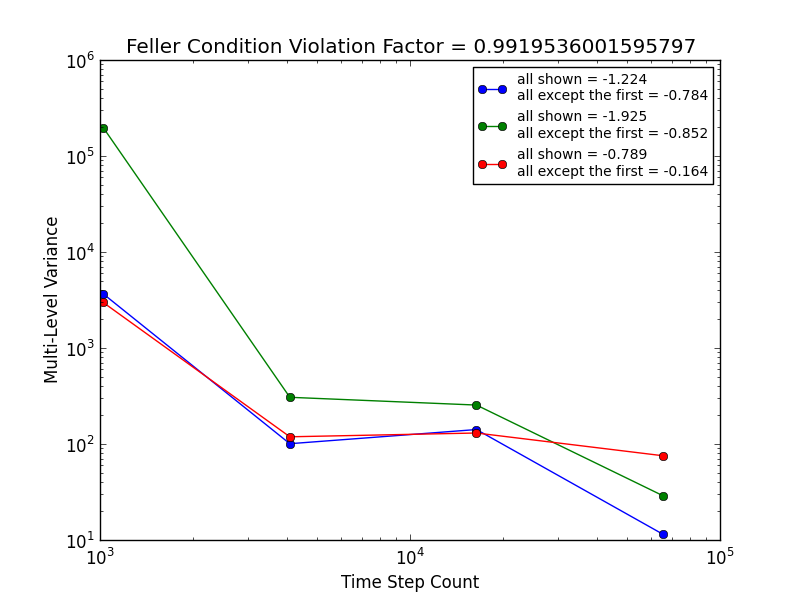 Feller Condition Violation Factor = 0.9919536001595797
all shown = -1.224
all except the first = -0.784
all shown = -1.925
all except the first = -0.852
all shown = -0.789
all except the first = -0.164
Multi-Level Variance
10^6
10^5
10^4
10^3
10^2
10^1
10^3
10^4
10^5
Time Step Count